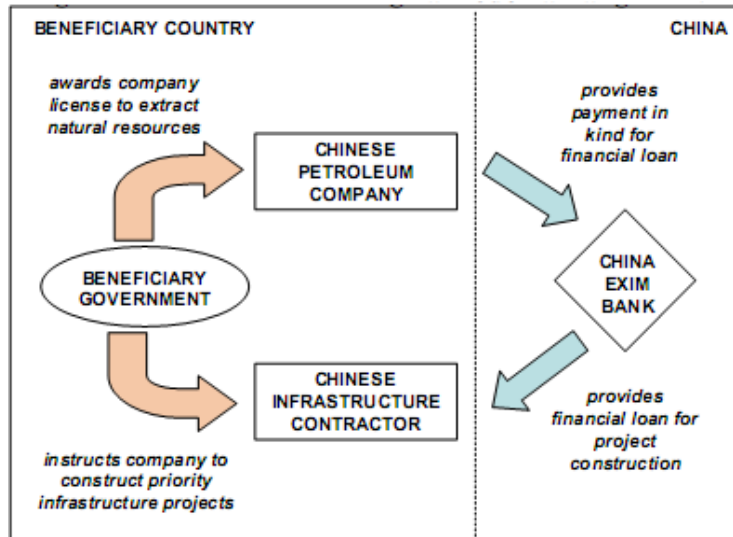 BENEFICIARY COUNTRY
CHINA
awards company
license to extract
natural resources
provides
payment in
kind for
financial loan
CHINESE
PETROLEUM
COMPANY
BENEFICIARY
GOVERNMENT
CHINA
EXIM
BANK
CHINESE
INFRASTRUCTURE
CONTRACTOR
instructs company to
construct priority
infrastructure projects
provides
financial loan for
project
construction